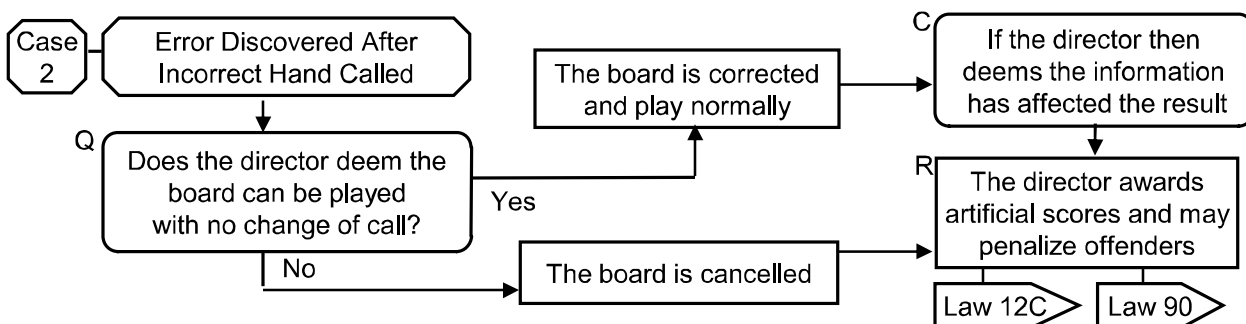 Case
2
Error Discovered After
Incorrect Hand Called
Q
Does the director deem the
board can be played
with no change of call?
Yes
No
The board is corrected
and play normally
The board is cancelled
C
If the director then
deems the information
has affected the result
R
The director awards
artificial scores and may
penalize offenders
Law 12C
Law 90